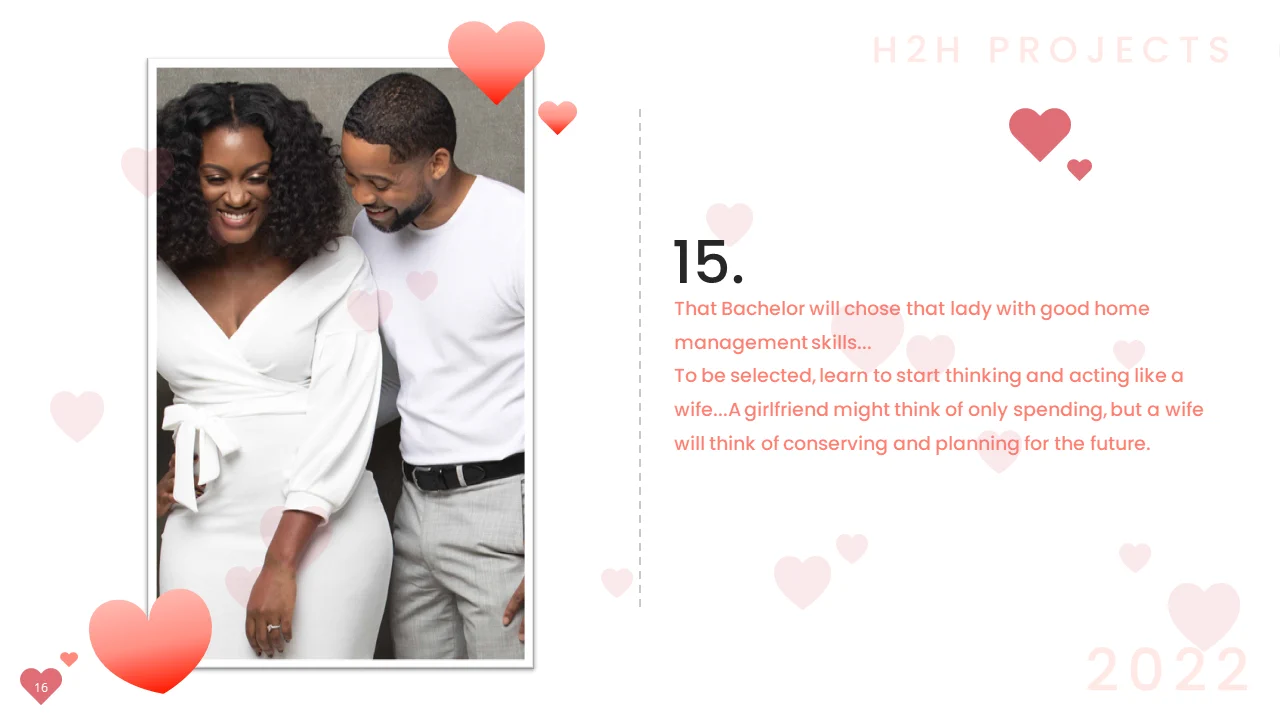 H2H PROJECTS
15.
That Bachelor will chose that lady with good home
management skills...
To be selected, learn to start thinking and acting like a
wife...A girlfriend might think of only spending, but a wife
will think of conserving and planning for the future.
2022
16